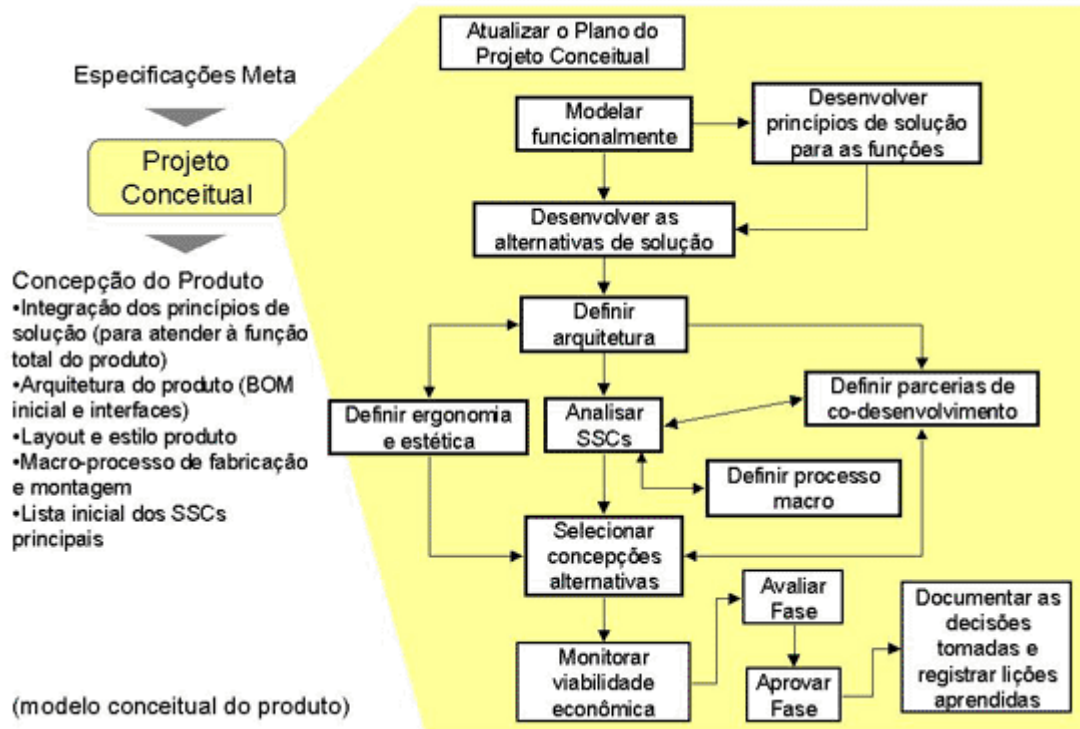 Especificações Meta
Projeto
Conceitual
Concepção do Produto
•Integração dos princípios de
solução (para atender à função
total do produto)
•Arquitetura do produto (BOM
inicial e interfaces)
•Layout e estilo produto
•Macro-processo de fabricação
e montagem
•Lista inicial dos SSCs
principais
(modelo conceitual do produto)
Atualizar o Plano do
Projeto Conceitual
Modelar
funcionalmente
Desenvolver
princípios de solução
para as funções
Desenvolver as
alternativas de solução
Definir
arquitetura
Definir ergonomia
e estética
Analisar
SSCs
Definir parcerias de
co-desenvolvimento
Definir processo
macro
Selecionar
concepções
alternativas
Monitorar
viabilidade
econômica
Avaliar
Fase
Aprovar
Fase
Documentar as
decisões
tomadas e
registrar lições
aprendidas